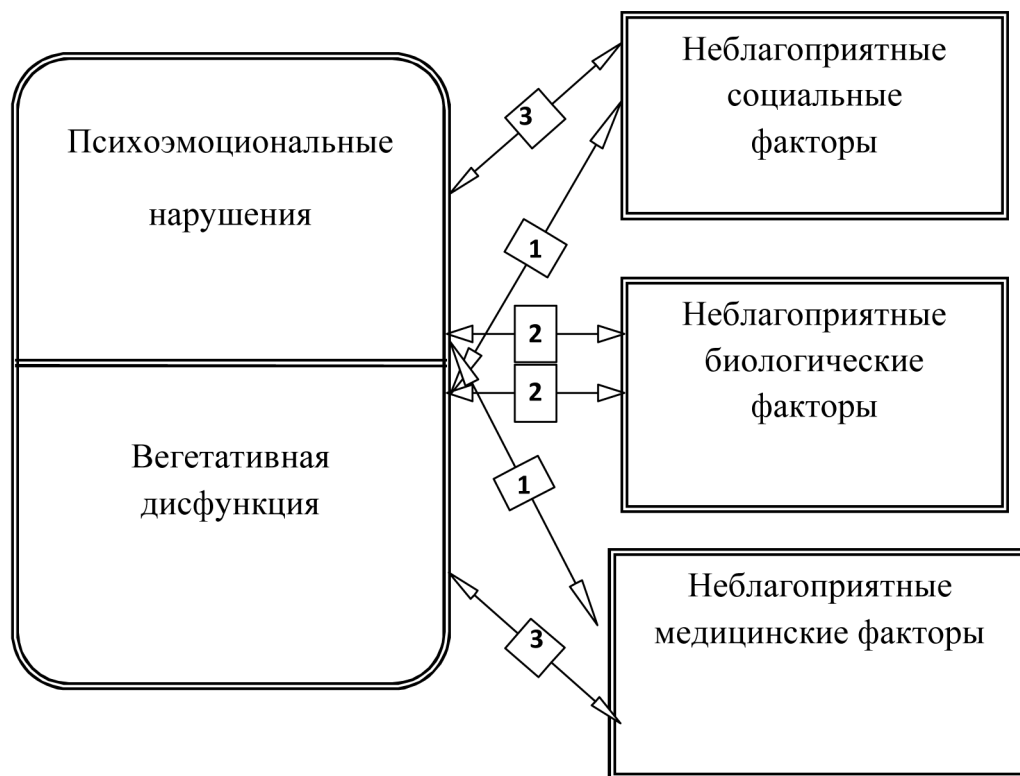 Психоэмоциональные
нарушения
Вегетативная
дисфункция
3
1
2
2
1
3
Неблагоприятные
социальные
факторы
Неблагоприятные
биологические
факторы
Неблагоприятные
медицинские факторы